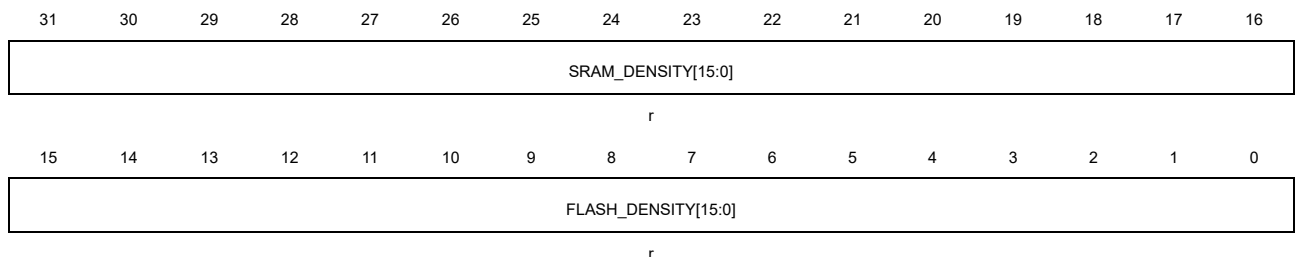 31 30 29 28 27 26 25 24 23 22 21 20 19 18 17 16
SRAM_DENSITY[15:0]
r
15 14 13 12 11 10 9 8 7 6 5 4 3 2 1 0
FLASH_DENSITY[15:0]
r